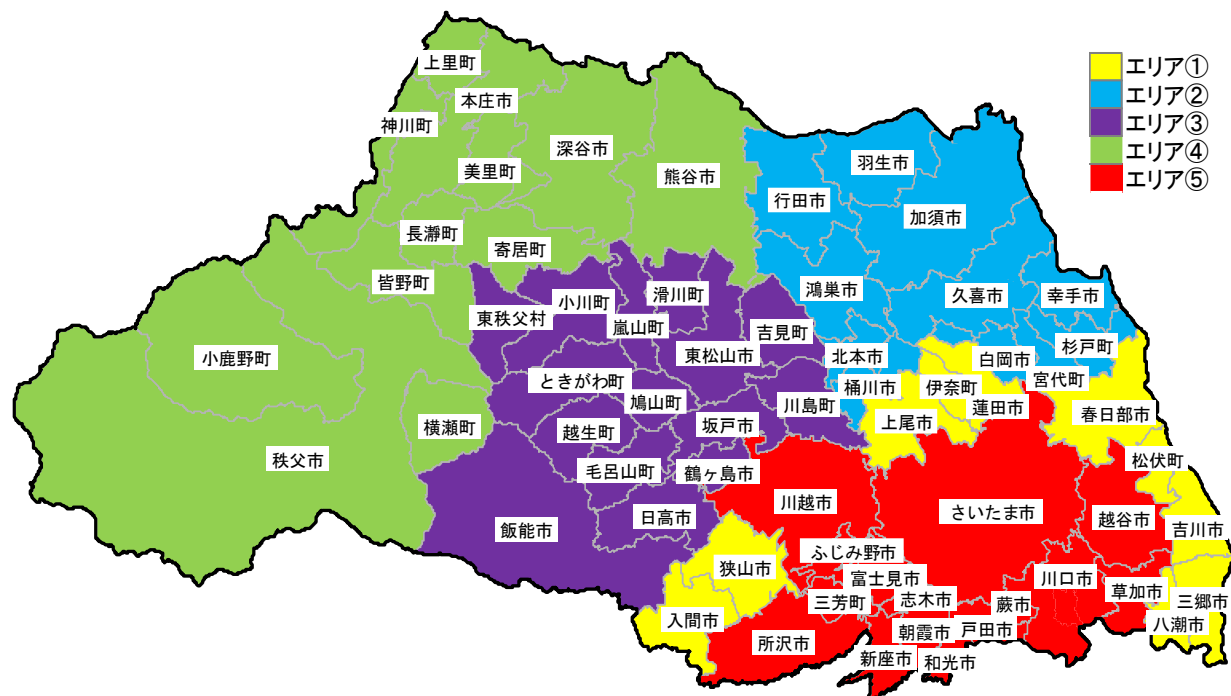 エリア①
エリア②
エリア③
エリア④
エリア⑤
上里町
本庄市
神川町
深谷市
美里町
熊谷市
羽生市
行田市
加須市
長瀞町
寄居町
皆野町
小川町
滑川町
鴻巣市
久喜市
幸手市
東秩父村
嵐山町
吉見町
小鹿野町
東松山市
北本市
白岡市
杉戸町
ときがわ町
桶川市
伊奈町
宮代町
鳩山町
川島町
蓮田市
春日部市
横瀬町
越生町
坂戸市
上尾市
秩父市
毛呂山町
鶴ヶ島市
松伏町
川越市
さいたま市
越谷市
吉川市
飯能市
日高市
ふじみ野市
狭山市
富士見市
川口市
草加市
三芳町
志木市
蕨市
三郷市
入間市
朝霞市
戸田市
八潮市
所沢市
新座市
和光市